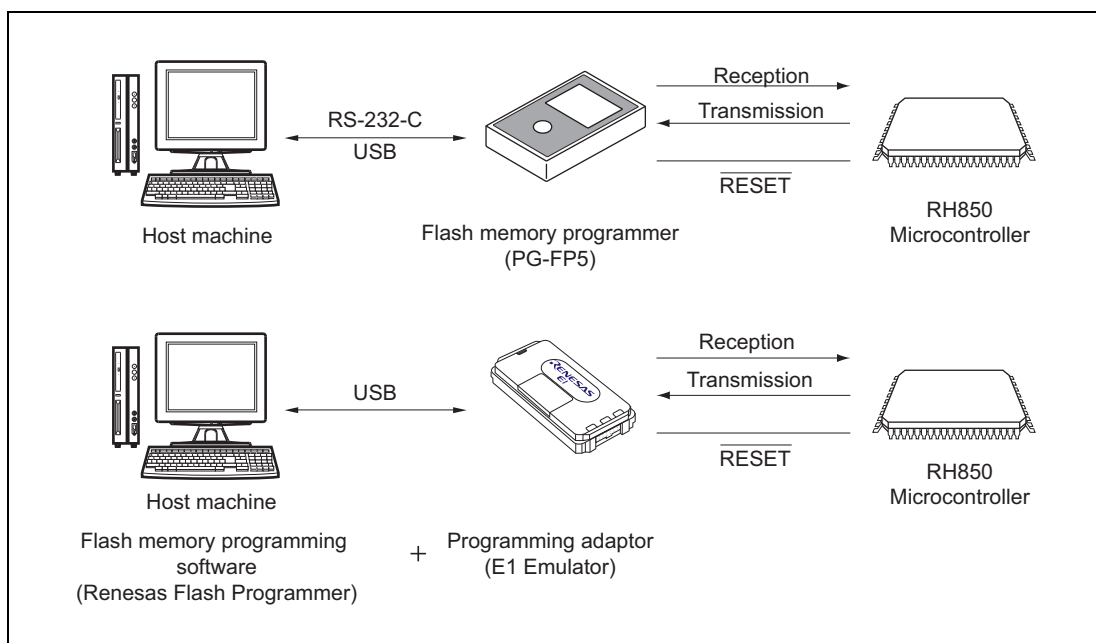 RS-232-C
USB
Reception
Transmission
RESET
Host machine
Flash memory programmer
(PG-FP5)
RH850
Microcontroller
USB
RENESAS
E1
Reception
Transmission
RESET
Host machine
RH850
Microcontroller
Flash memory programming
software
(Renesas Flash Programmer)
+
Programming adaptor
(E1 Emulator)